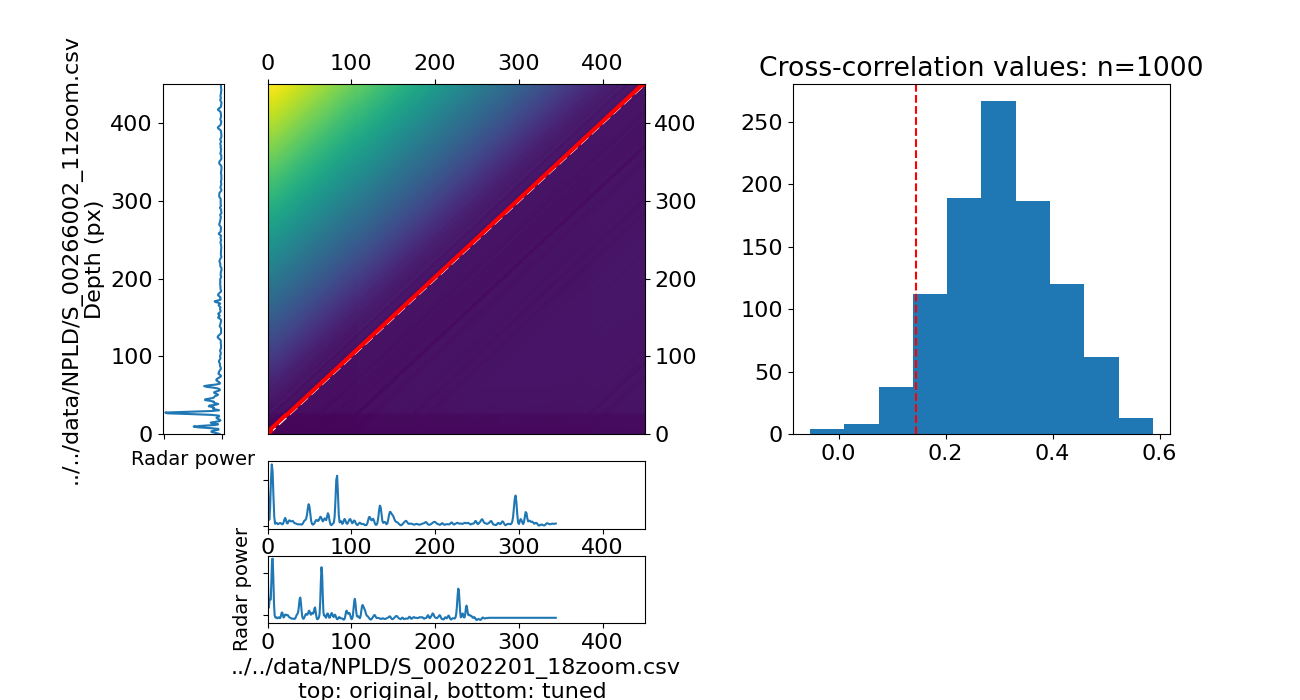 Cross-correlation values: n=1000
0 100 200 300 400
../../data/NPLD/S_00266002_11zoom.csv
Depth (px)
400
300
200
100
0
Radar power
400
300
200
100
0
250
200
150
100
50
0
0.0 0.2 0.4 0.6
0 100 200 300 400
Radar power
0 100 200 300 400
../../data/NPLD/S_00202201_18zoom.csv
top: original, bottom: tuned